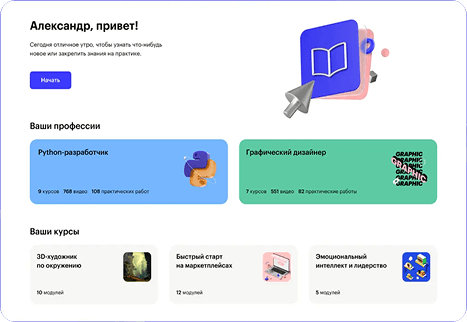 Александр, привет!
Сегодня отличное утро, чтобы узнать что-нибудь
новое или закрепить знания на практике.
Начать
Ваши профессии
Python-разработчик
9 курсов 768 видео 108 практических работ
Графический дизайнер
7 курсов 551 видео 82 практические работы
GRAPHIC
GRAPHIC
GRAPHIC
GRAPHIC
Ваши курсы
3D-художник
по окружению
10 модулей
Быстрый старт
на маркетплейсах
12 модулей
Эмоциональный
интеллект и лидерство
5 модулей